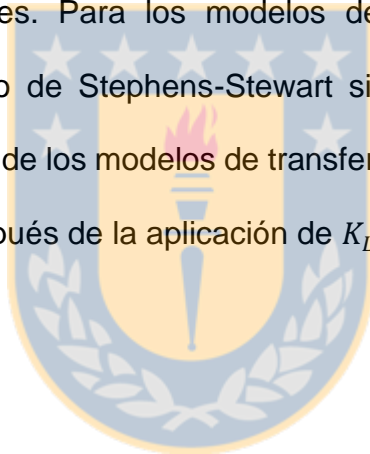 es. Para los modelos de
o de Stephens-Stewart si
de los modelos de transfer
pués de la aplicación de K_L